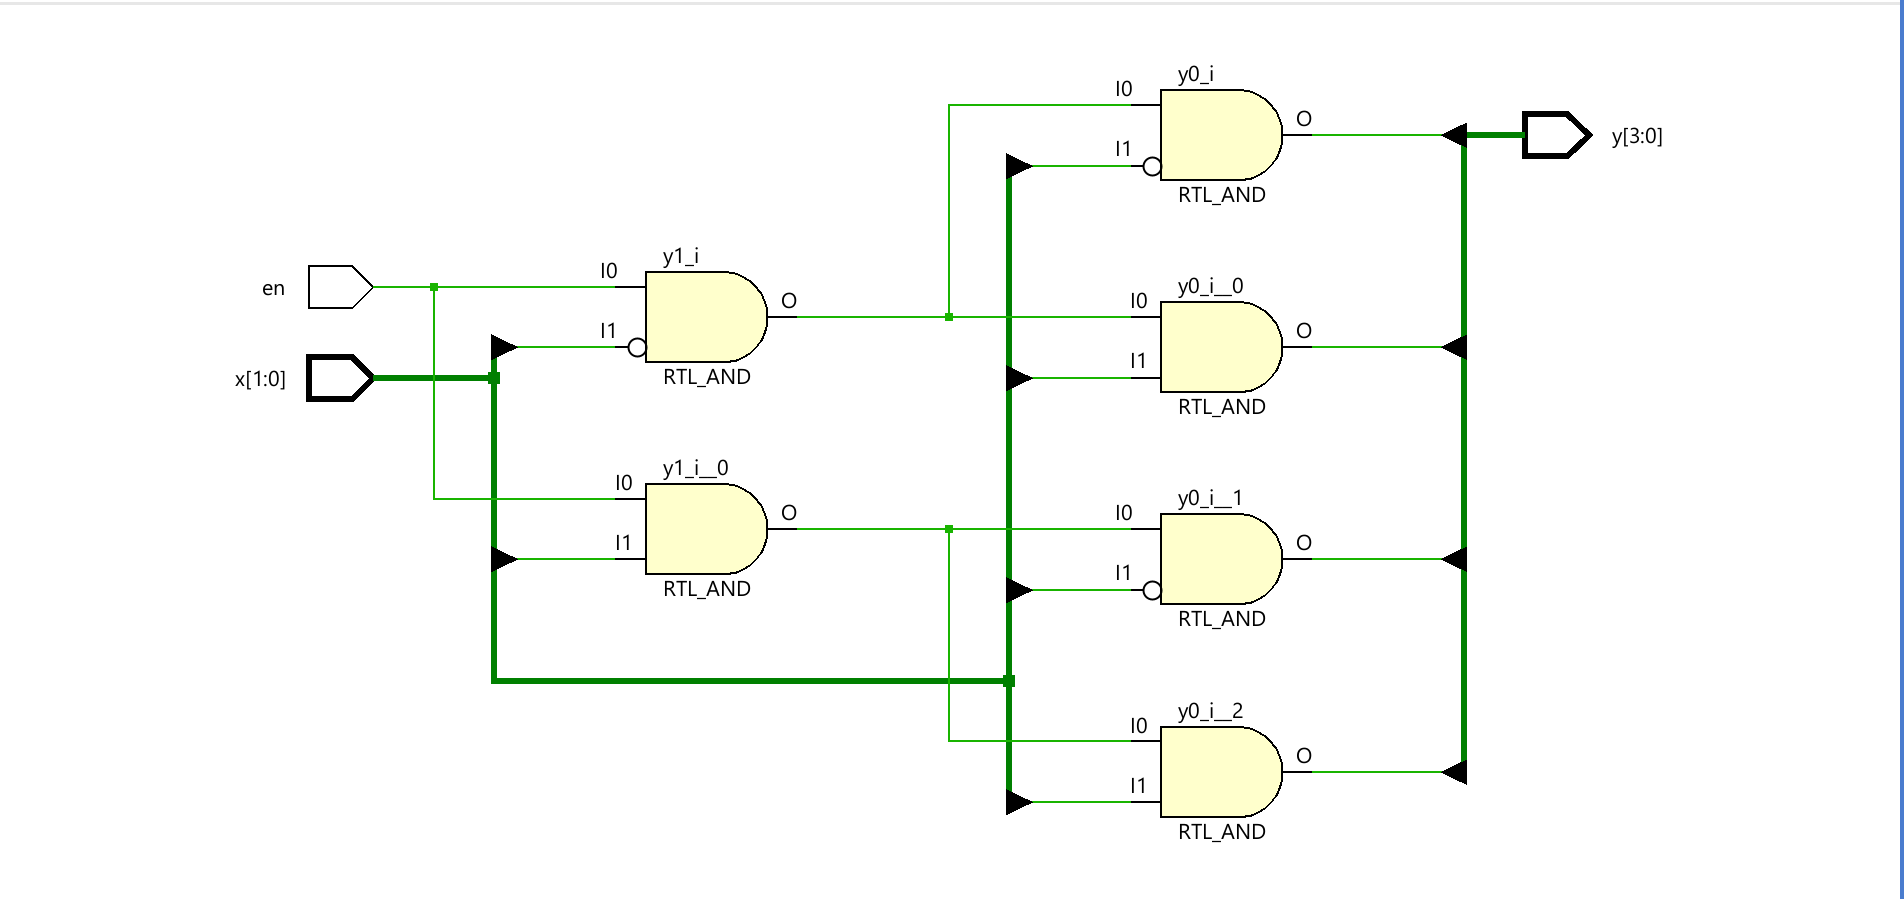 y0_i
I0
O
I1
y[3:0]
RTL_AND
y1_i
I0
en
O
I1
x[1:0]
RTL_AND
y0_i__0
I0
O
I1
RTL_AND
y1_i__0
I0
O
I1
RTL_AND
y0_i__1
I0
O
I1
RTL_AND
y0_i__2
I0
O
I1
RTL_AND